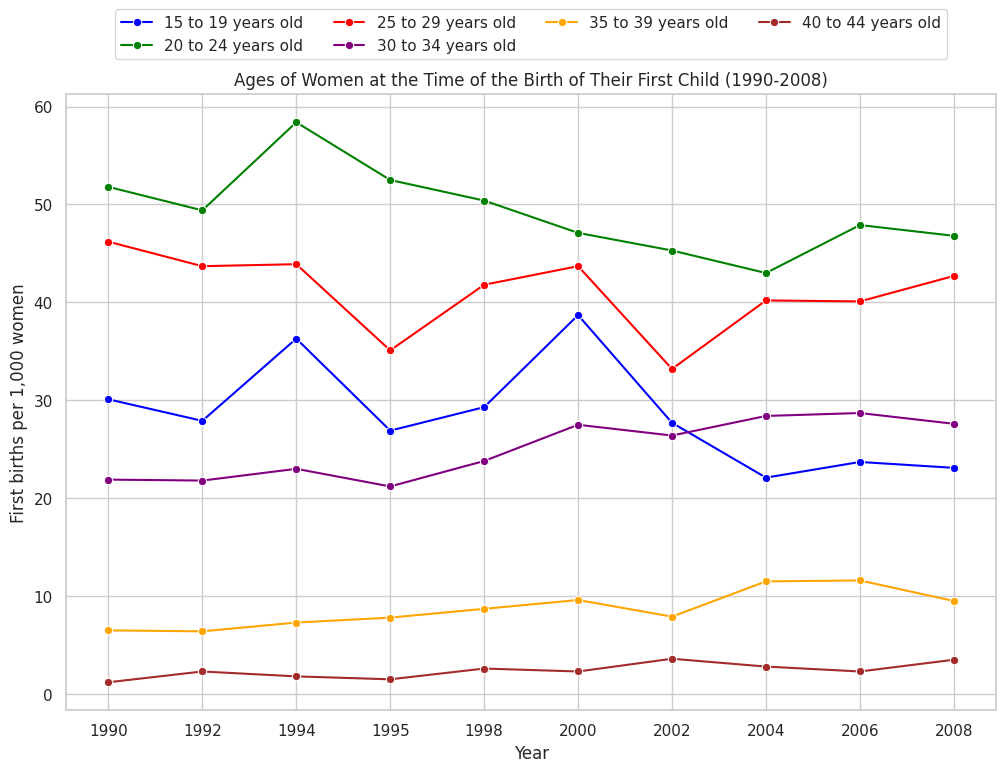 15 to 19 years old 25 to 29 years old 35 to 39 years old 40 to 44 years old
20 to 24 years old 30 to 34 years old
Ages of Women at the Time of the Birth of Their First Child (1990-2008)
First births per 1,000 women
60
50
40
30
20
10
0
1990 1992 1994 1995 1998 2000 2002 2004 2006 2008
Year